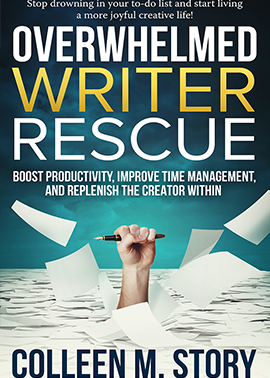 Stop drowning in your to-do list and start living
a more joyful creative life!
OVERWHELMED
WRITER
RESCUE
BOOST PRODUCTIVITY, IMPROVE TIME MANAGEMENT,
AND REPLENISH THE CREATOR WITHIN
COLLEEN M. STORY